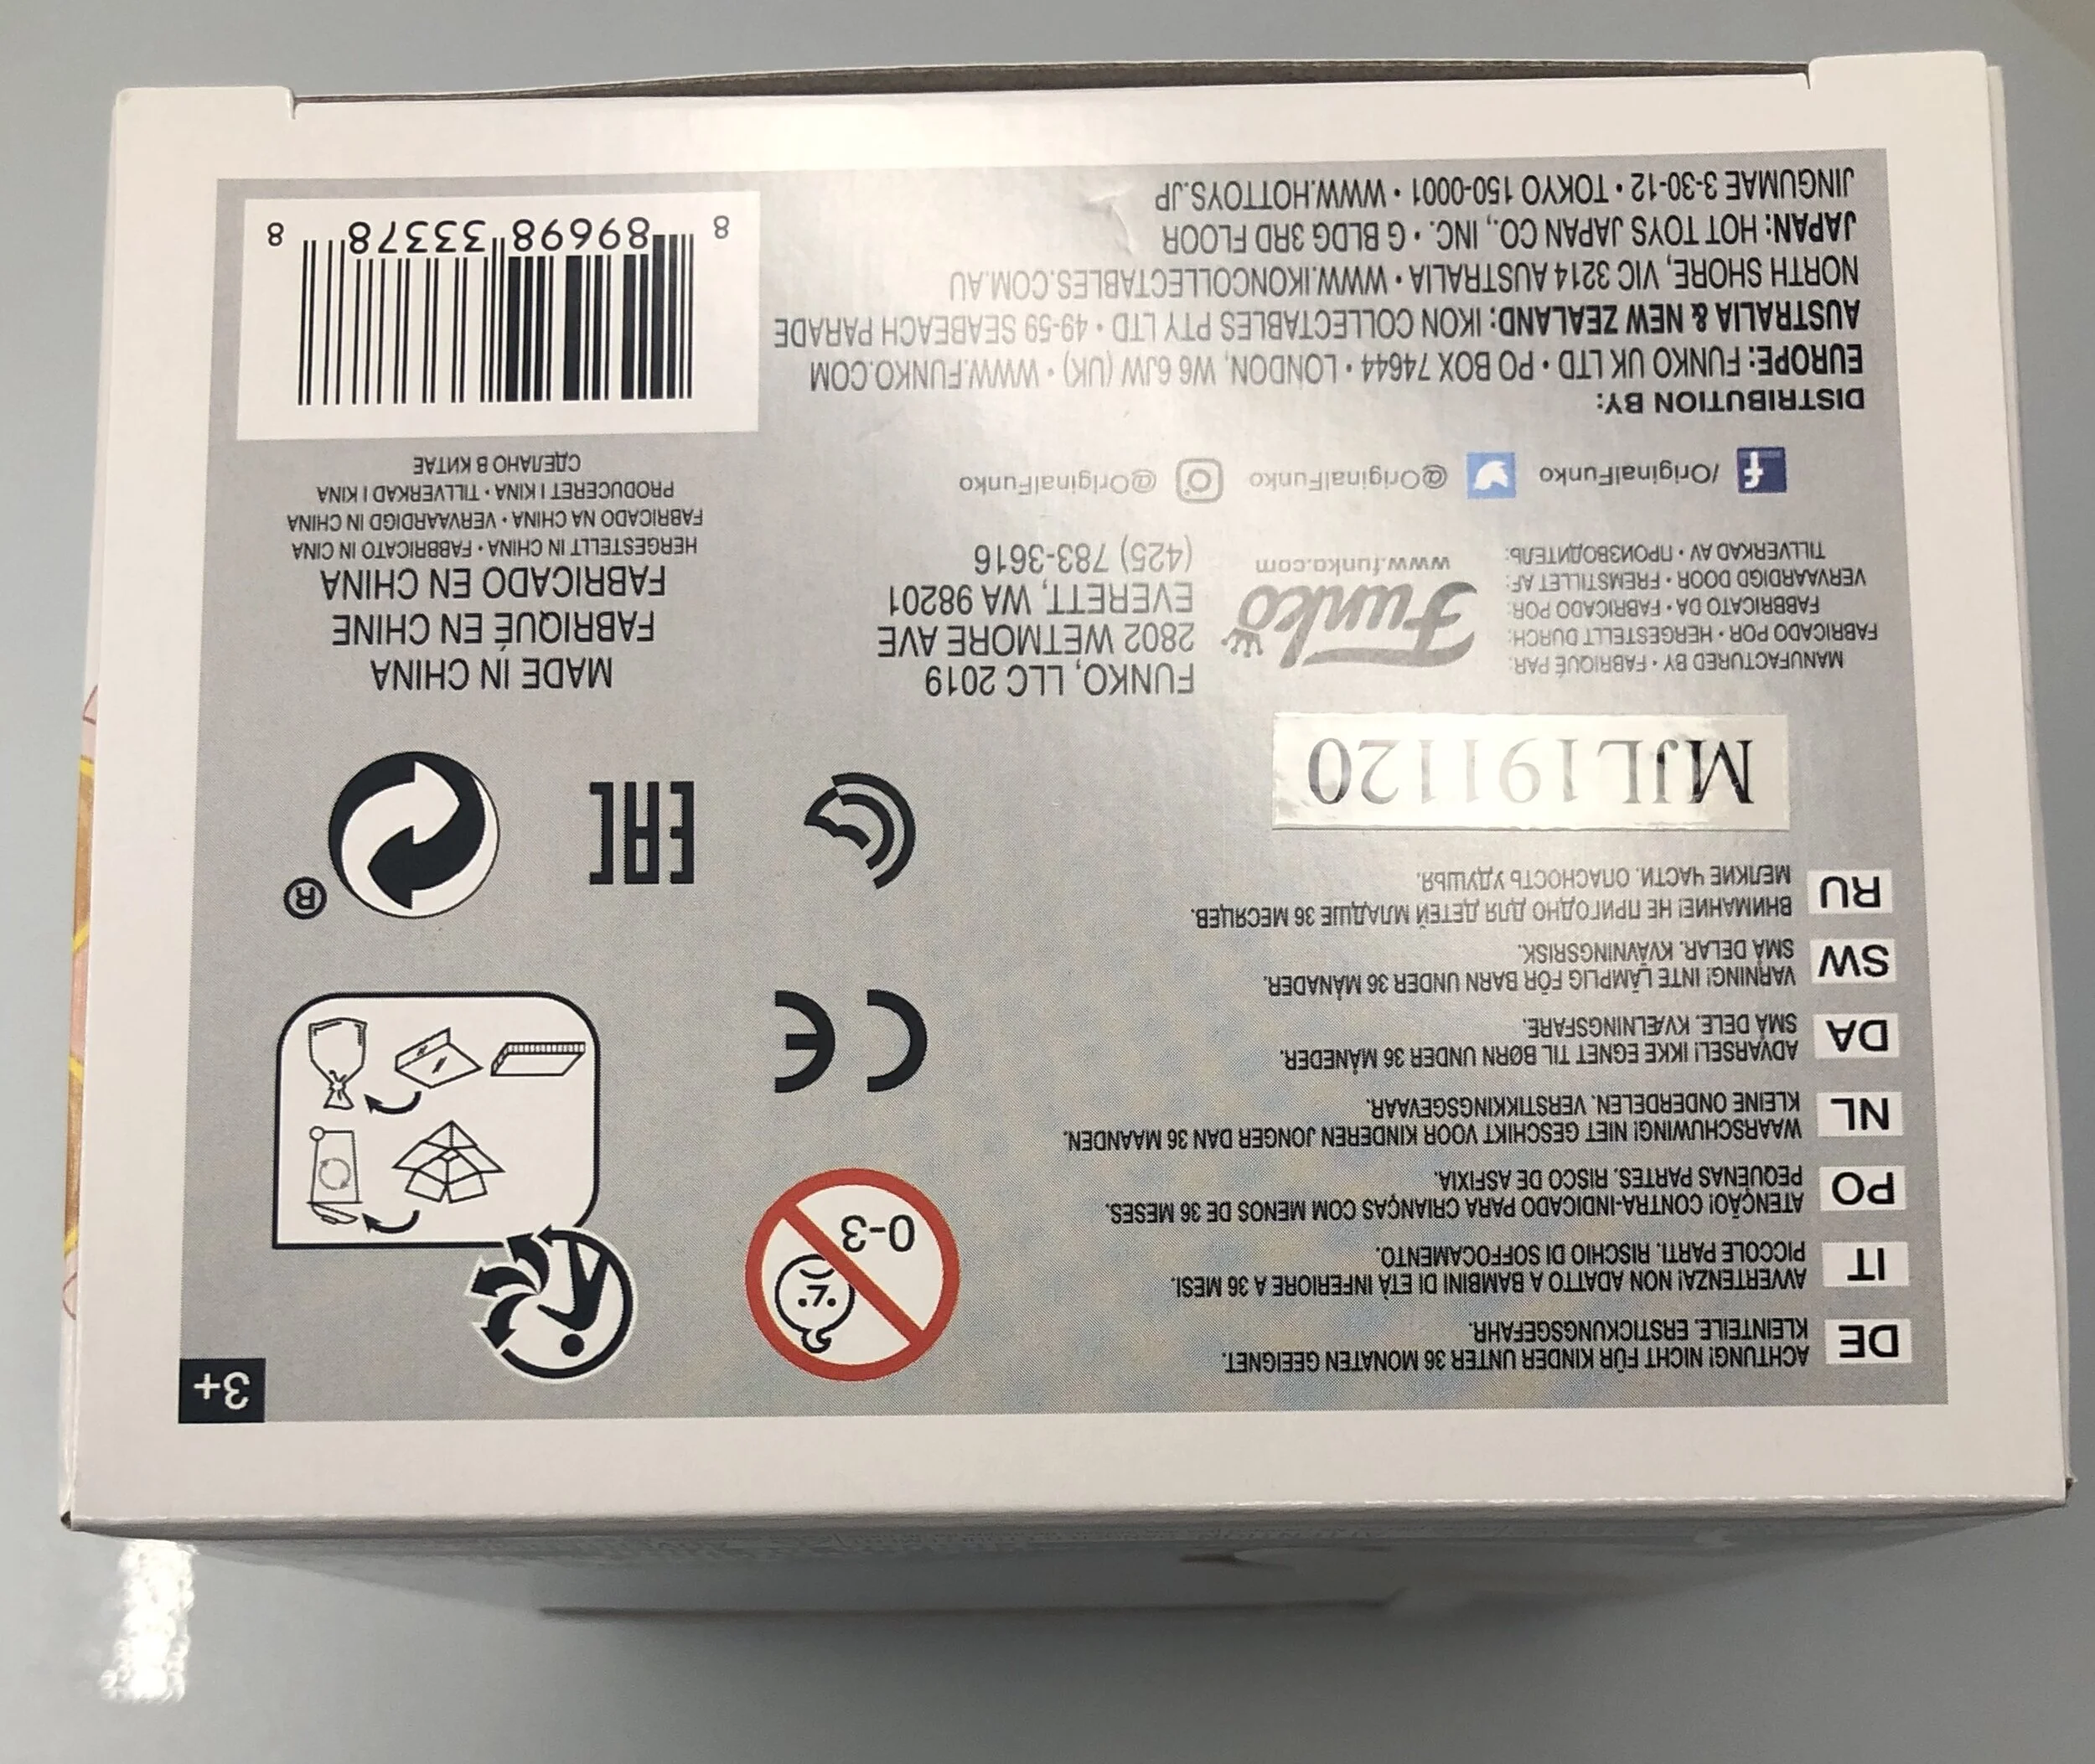 3+
DE
ACHTUNG! NICHT FÜR KINDER UNTER 36 MONATEN GEEIGNET.
KLEINTEILE. ERSTICKUNGSGEFAHR.
IT
AVVERTENZA! NON ADATTO A BAMBINI DI ETÀ INFERIORE A 36 MESI.
PICCOLE PARTI. RISCHIO DI SOFFOCAMENTO.
PO
ATENÇÃO! CONTRA-INDICADO PARA CRIANÇAS COM MENOS DE 36 MESES.
PEQUENAS PARTES. RISCO DE ASFIXIA.
NL
WAARSCHUWING! NIET GESCHIKT VOOR KINDEREN JONGER DAN 36 MAANDEN.
KLEINE ONDERDELEN. VERSTIKKINGSGEVAAR.
DA
ADVARSEL! IKKE EGNET TIL BØRN UNDER 36 MÅNEDER.
SMÅ DELE. KVÆLNINGSFARE.
SW
VARNING! INTE LÄMPLIG FÖR BARN UNDER 36 MÅNADER.
SMÅ DELAR. KVÄVNINGSRISK.
RU
ВНИМАНИЕ! НЕ ПРИГОДНО ДЛЯ ДЕТЕЙ МЛАДШЕ 36 МЕСЯЦЕВ.
МЕЛКИЕ ЧАСТИ. ОПАСНОСТЬ УДУШЬЯ.
0-3
CE
EAC
®
MJL191120
MANUFACTURED BY • FABRIQUÉ PAR:
FABRICADO POR • HERGESTELLT DURCH:
FABBRICATO DA • FABRICADO POR:
VERVAARDIGD DOOR • FREMSTILLET AF:
TILLVERKAD AV • ПРОИЗВОДИТЕЛЬ:
Funko
www.funko.com
FUNKO, LLC 2019
2802 WETMORE AVE
EVERETT, WA 98201
(425) 783-3616
MADE IN CHINA
FABRIQUÉ EN CHINE
FABRICADO EN CHINA
HERGESTELLT IN CHINA • FABBRICATO IN CINA
FABRICADO NA CHINA • VERVAARDIGD IN CHINA
PRODUCERET I KINA • TILLVERKAD I KINA
СДЕЛАНО В КИТАЕ
/OriginalFunko
@OriginalFunko
@OriginalFunko
DISTRIBUTION BY:
EUROPE: FUNKO UK LTD • PO BOX 74644 • LONDON, W6 6JW (UK) • WWW.FUNKO.COM
AUSTRALIA & NEW ZEALAND: IKON COLLECTABLES PTY LTD • 49-59 SEABEACH PARADE
NORTH SHORE, VIC 3214 AUSTRALIA • WWW.IKONCOLLECTABLES.COM.AU
JAPAN: HOT TOYS JAPAN CO., INC. • G BLDG 3RD FLOOR
JINGUMAE 3-30-12 • TOKYO 150-0001 • WWW.HOTTOYS.JP
8 89698 33378 8